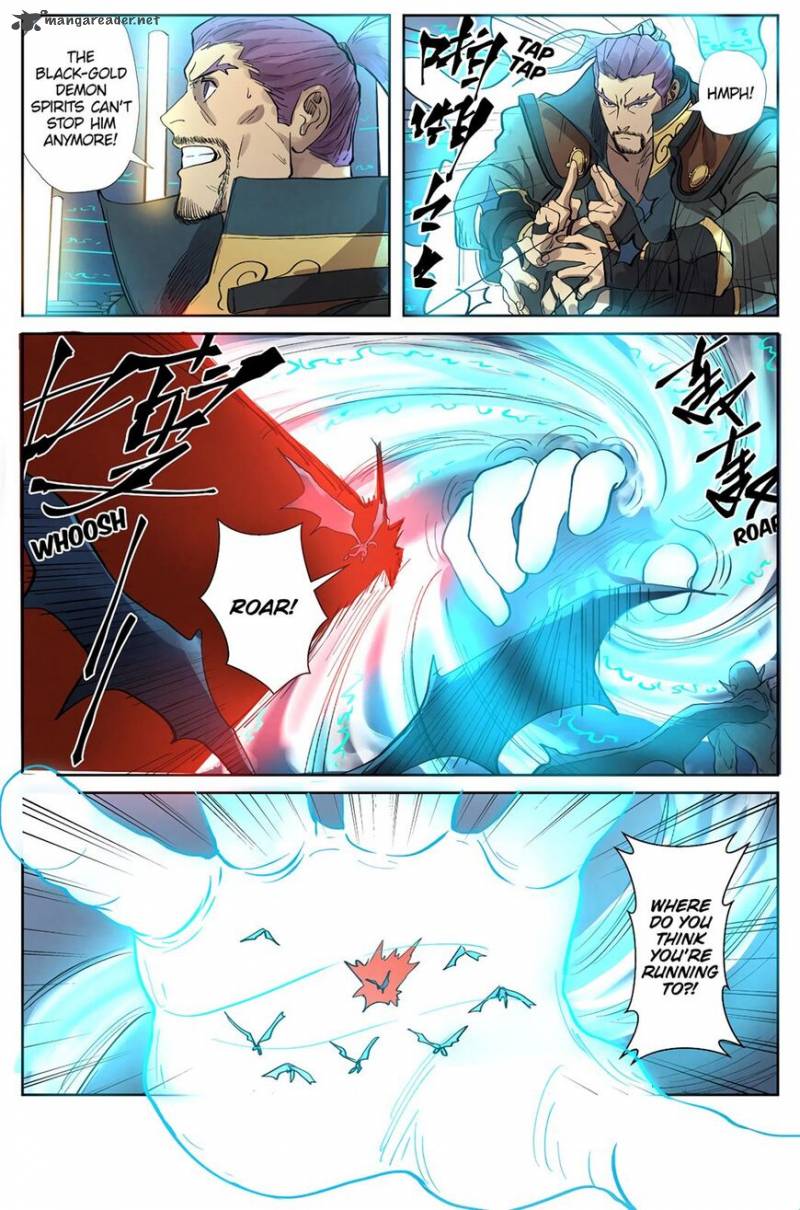 mangareader.net
THE
BLACK-GOLD
DEMON
SPIRITS CAN'T
STOP HIM
ANYMORE!
TAP
TAP
HMPH!
WHOOSH
ROAR!
ROAR
WHERE
DO YOU
THINK
YOU'RE
RUNNING
TO?!